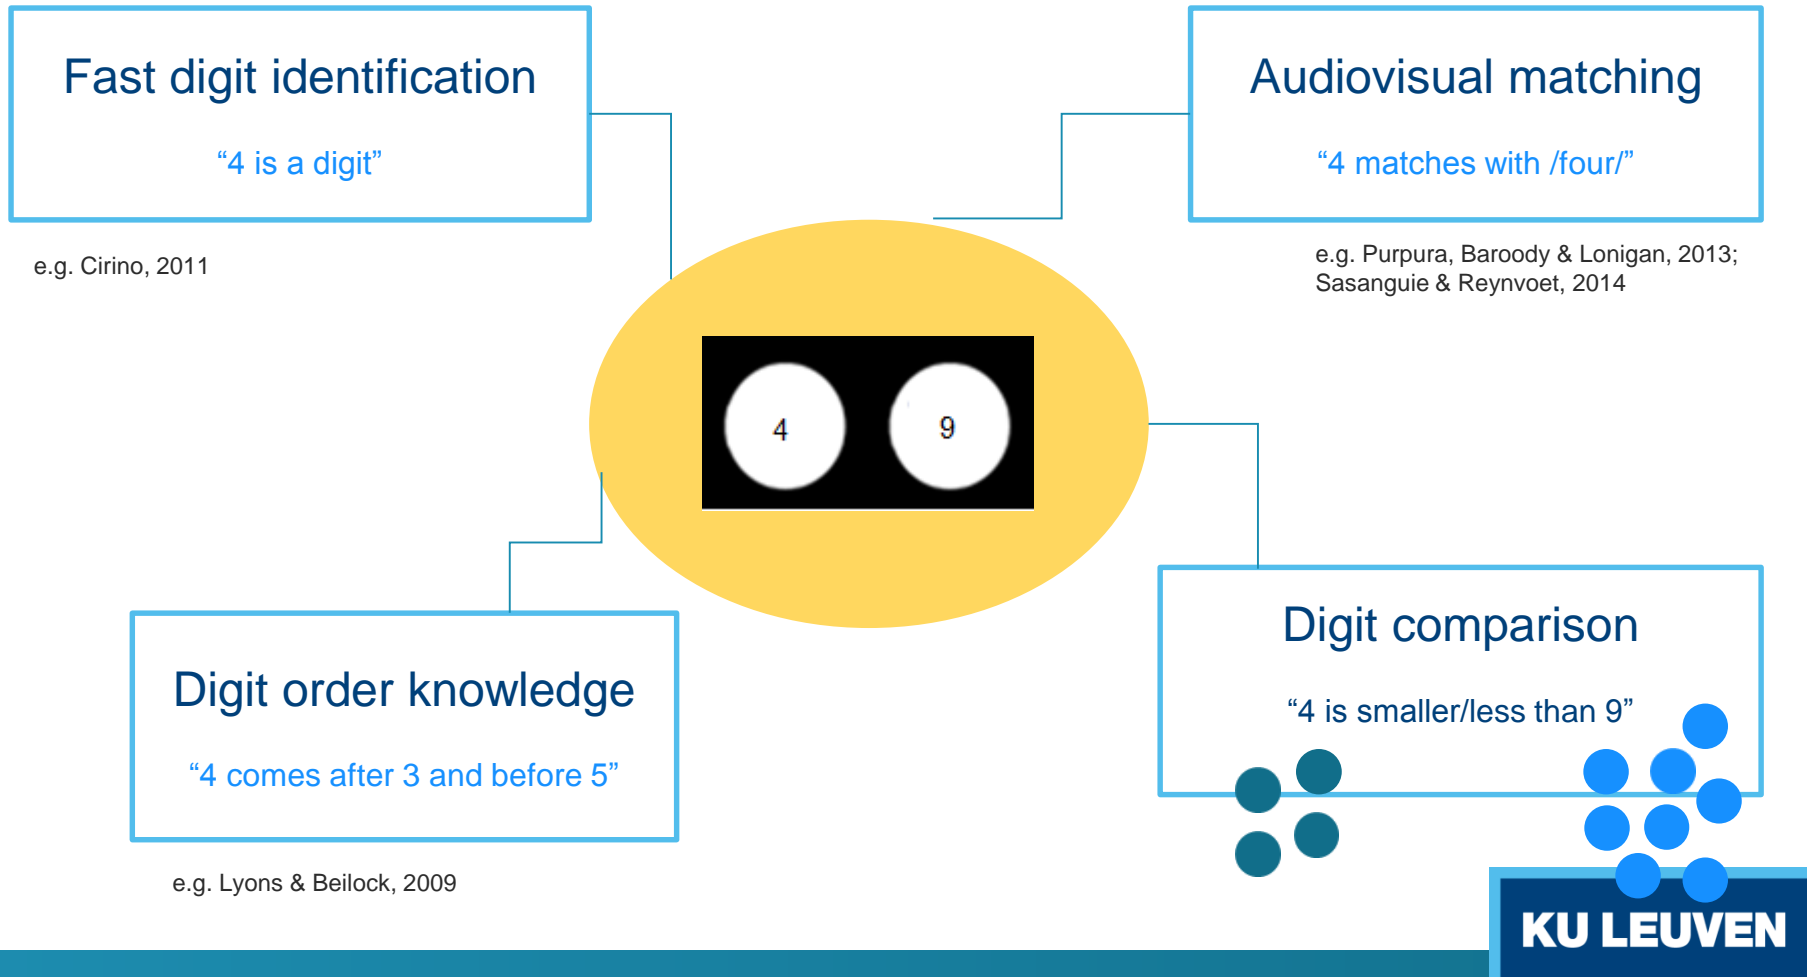 Fast digit identification
“4 is a digit”
e.g. Cirino, 2011
Audiovisual matching
“4 matches with /four/”
e.g. Purpura, Baroody & Lonigan, 2013;
Sasanguie & Reynvoet, 2014
4 9
Digit order knowledge
“4 comes after 3 and before 5”
e.g. Lyons & Beilock, 2009
Digit comparison
“4 is smaller/less than 9”
KU LEUVEN